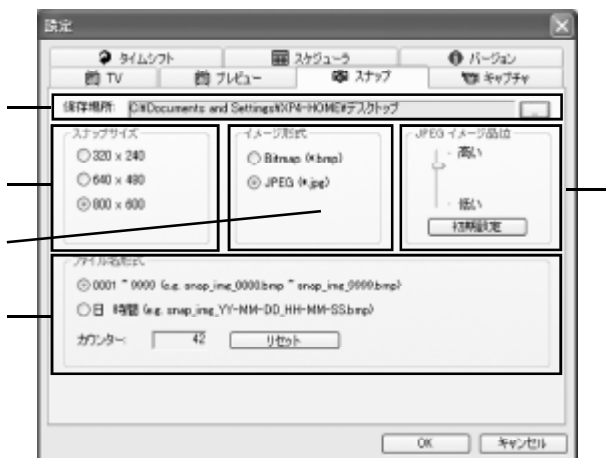 設定
タイムシフト スケジューラ バージョン
TV プレビュー スナップ キャプチャ
保存場所: C:¥Documents and Settings¥XP4-HOME¥デスクトップ ...
スナップサイズ
320 x 240
640 x 480
800 x 600
イメージ形式
Bitmap (*.bmp)
JPEG (*.jpg)
JPEG イメージ品位
高い
低い
初期設定
ファイル名形式
0001 ~ 9999 (e.g. snap_img_0000.bmp ~ snap_img_9999.bmp)
日 時間 (e.g. snap_img_YY-MM-DD_HH-MM-SS.bmp)
カウンター: 42 リセット
OK キャンセル